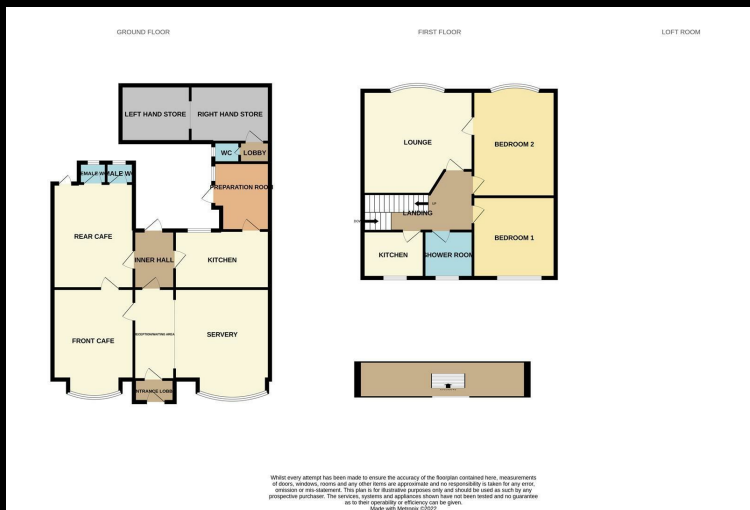 GROUND FLOOR
FIRST FLOOR
LOFT ROOM
LEFT HAND STORE
RIGHT HAND STORE
WC
LOBBY
PREPARATION ROOM
REAR CAFE
INNER HALL
KITCHEN
FRONT CAFE
SERVERY
LOUNGE
BEDROOM 2
UP
LANDING
BEDROOM 1
KITCHEN
SHOWER ROOM
Whilst every attempt has been made to ensure the accuracy of the floorplan contained here, measurements
of doors, windows, rooms and any other items are approximate and no responsibility is taken for any error,
omission or mis-statement. This plan is for illustrative purposes only and should be used as such by any
prospective purchaser. The services, systems and appliances shown have not been tested and no guarantee
as to their operability or efficiency can be given.
Made with Metropix ©2022